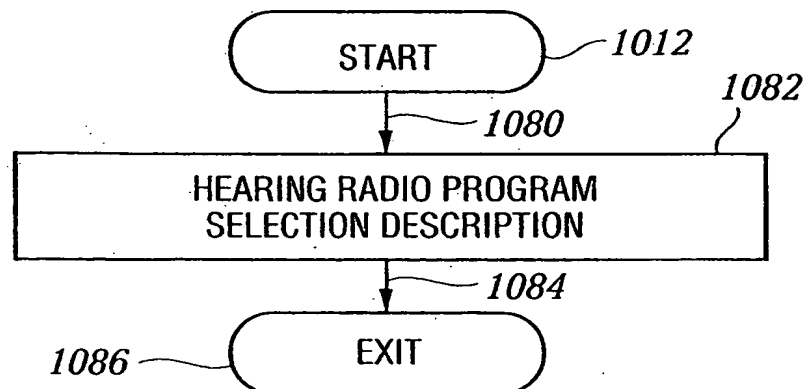 START
1012
1080
1082
HEARING RADIO PROGRAM
SELECTION DESCRIPTION
1084
EXIT
1086